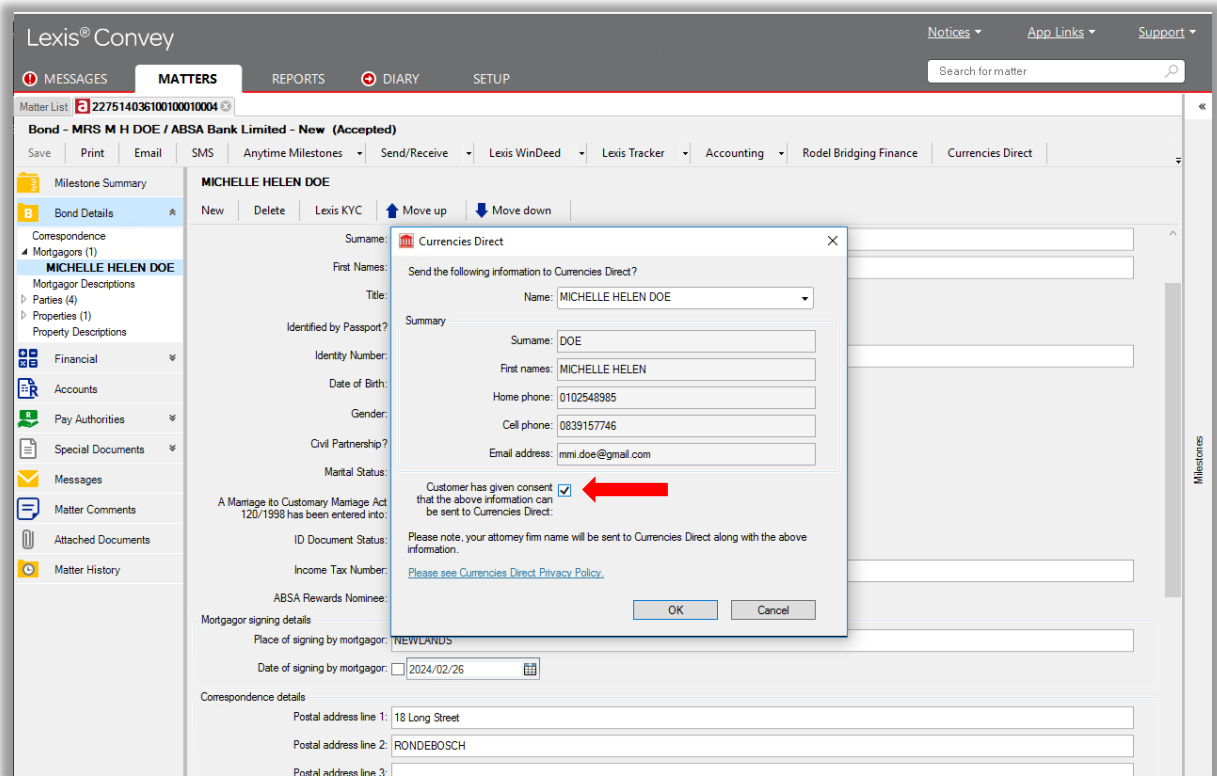 Lexis® Convey
Notices App Links Support
MESSAGES MATTERS REPORTS DIARY SETUP
Search for matter
Matter List a 227514036100100010004
Bond - MRS M H DOE / ABSA Bank Limited - New (Accepted)
Save Print Email SMS Anytime Milestones Send/Receive Lexis WinDeed Lexis Tracker Accounting Rodel Bridging Finance Currencies Direct
Milestone Summary
B Bond Details
Correspondence
Mortgagors (1)
MICHELLE HELEN DOE
Mortgagor Descriptions
Parties (4)
Properties (1)
Property Descriptions
Financial
Accounts
Pay Authorities
Special Documents
Messages
Matter Comments
Attached Documents
Matter History
MICHELLE HELEN DOE
New Delete Lexis KYC Move up Move down
Surname:
First Names:
Title:
Identified by Passport?
Identity Number:
Date of Birth:
Gender:
Civil Partnership?
Marital Status:
A Marriage ito Customary Marriage Act
120/1998 has been entered into:
ID Document Status:
Income Tax Number:
ABSA Rewards Nominee:
Mortgagor signing details
Place of signing by mortgagor: NEWLANDS
Date of signing by mortgagor: 2024/02/26
Correspondence details
Postal address line 1: 18 Long Street
Postal address line 2: RONDEBOSCH
Postal address line 3:
Currencies Direct
Send the following information to Currencies Direct?
Name: MICHELLE HELEN DOE
Summary
Surname: DOE
First names: MICHELLE HELEN
Home phone: 0102548985
Cell phone: 0839157746
Email address: mmi.doe@gmail.com
Customer has given consent
that the above information can
be sent to Currencies Direct:
Please note, your attorney firm name will be sent to Currencies Direct along with the above
information.
Please see Currencies Direct Privacy Policy.
OK Cancel
Milestones